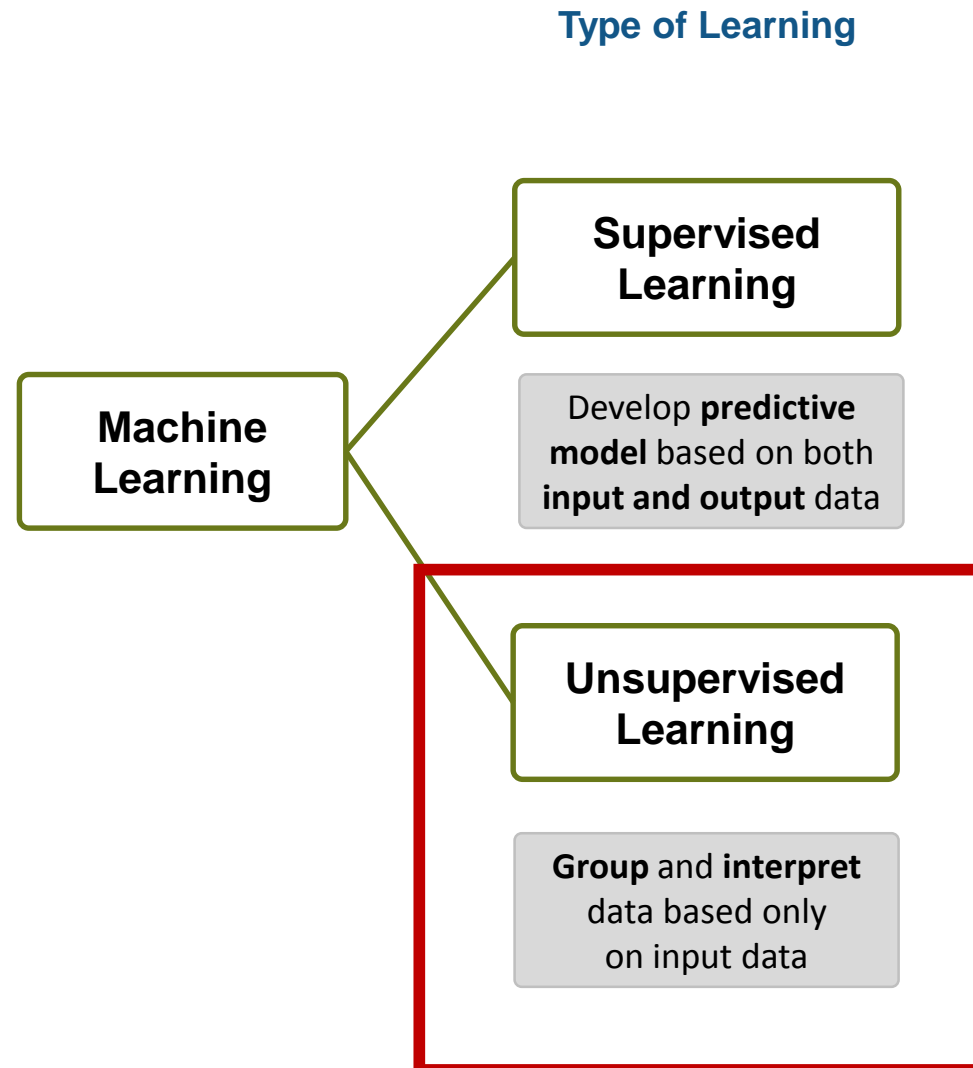 Type of Learning
Supervised
Learning
Machine
Learning
Develop predictive
model based on both
input and output data
Unsupervised
Learning
Group and interpret
data based only
on input data